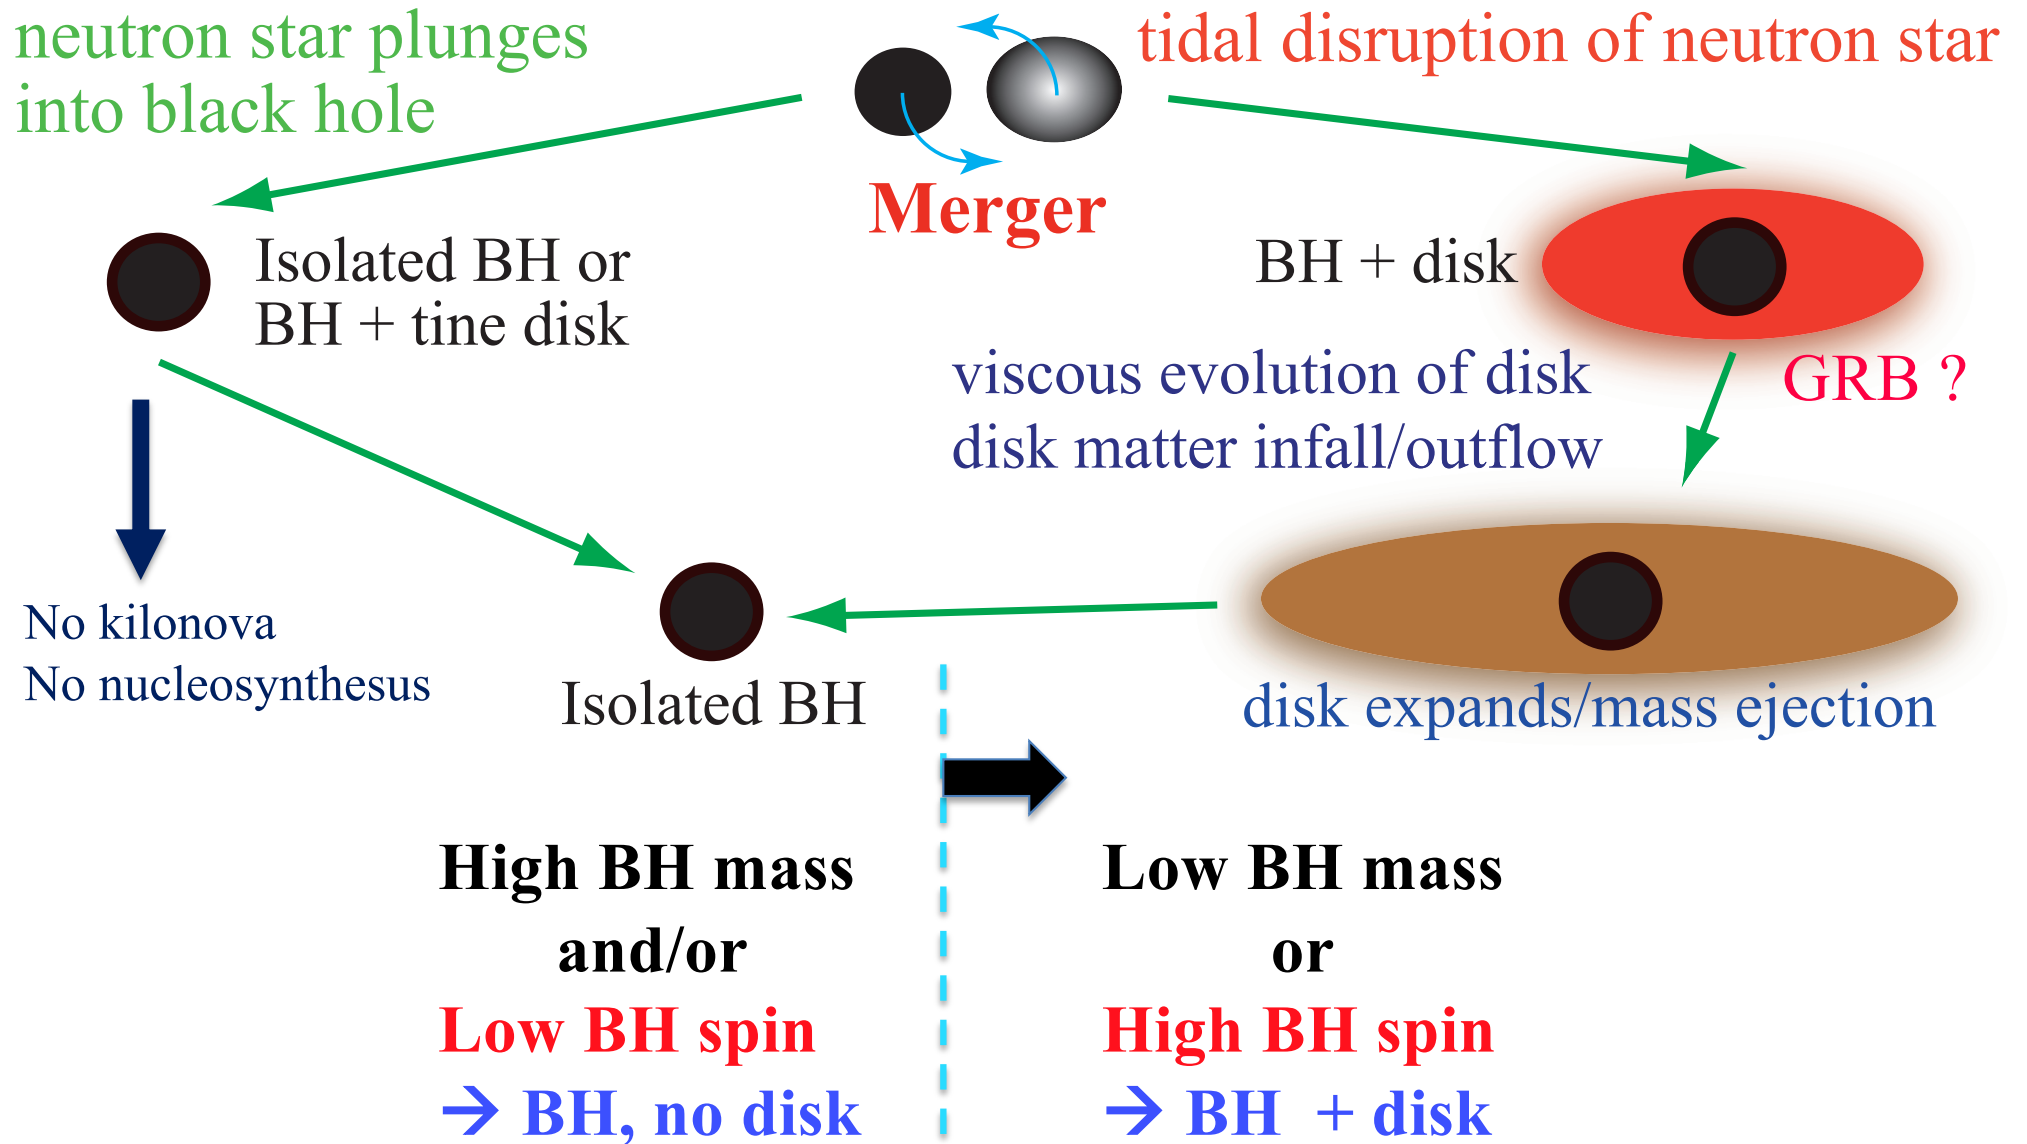 neutron star plunges
into black hole
tidal disruption of neutron star
Merger
Isolated BH or
BH + tine disk
BH + disk
viscous evolution of disk
disk matter infall/outflow
GRB ?
No kilonova
No nucleosynthesus
Isolated BH
disk expands/mass ejection
High BH mass
and/or
Low BH spin
→ BH, no disk
Low BH mass
or
High BH spin
→ BH + disk